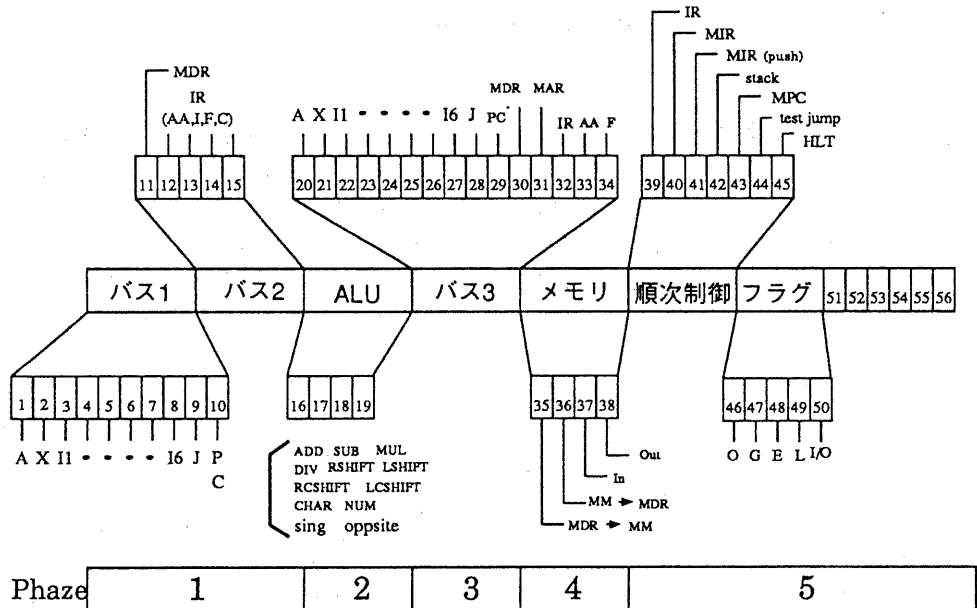 IR
MIR
MIR (push)
stack
MPC
test jump
HLT
MDR
IR
(AA,I,F,C)
MDR MAR
A X I1 - - - - I6 J PC
IR AA F
11 12 13 14 15
20 21 22 23 24 25 26 27 28 29 30 31 32 33 34
39 40 41 42 43 44 45
バス1 バス2 ALU バス3 メモリ 順次制御 フラグ 51 52 53 54 55 56
1 2 3 4 5 6 7 8 9 10
16 17 18 19
35 36 37 38
46 47 48 49 50
A X I1 - - - - I6 J P
C
ADD SUB MUL
DIV RSHIFT LSHIFT
RCSHIFT LCSHIFT
CHAR NUM
sing oppsite
Out
In
MM → MDR
MDR → MM
O G E L I/O
Phaze 1 2 3 4 5